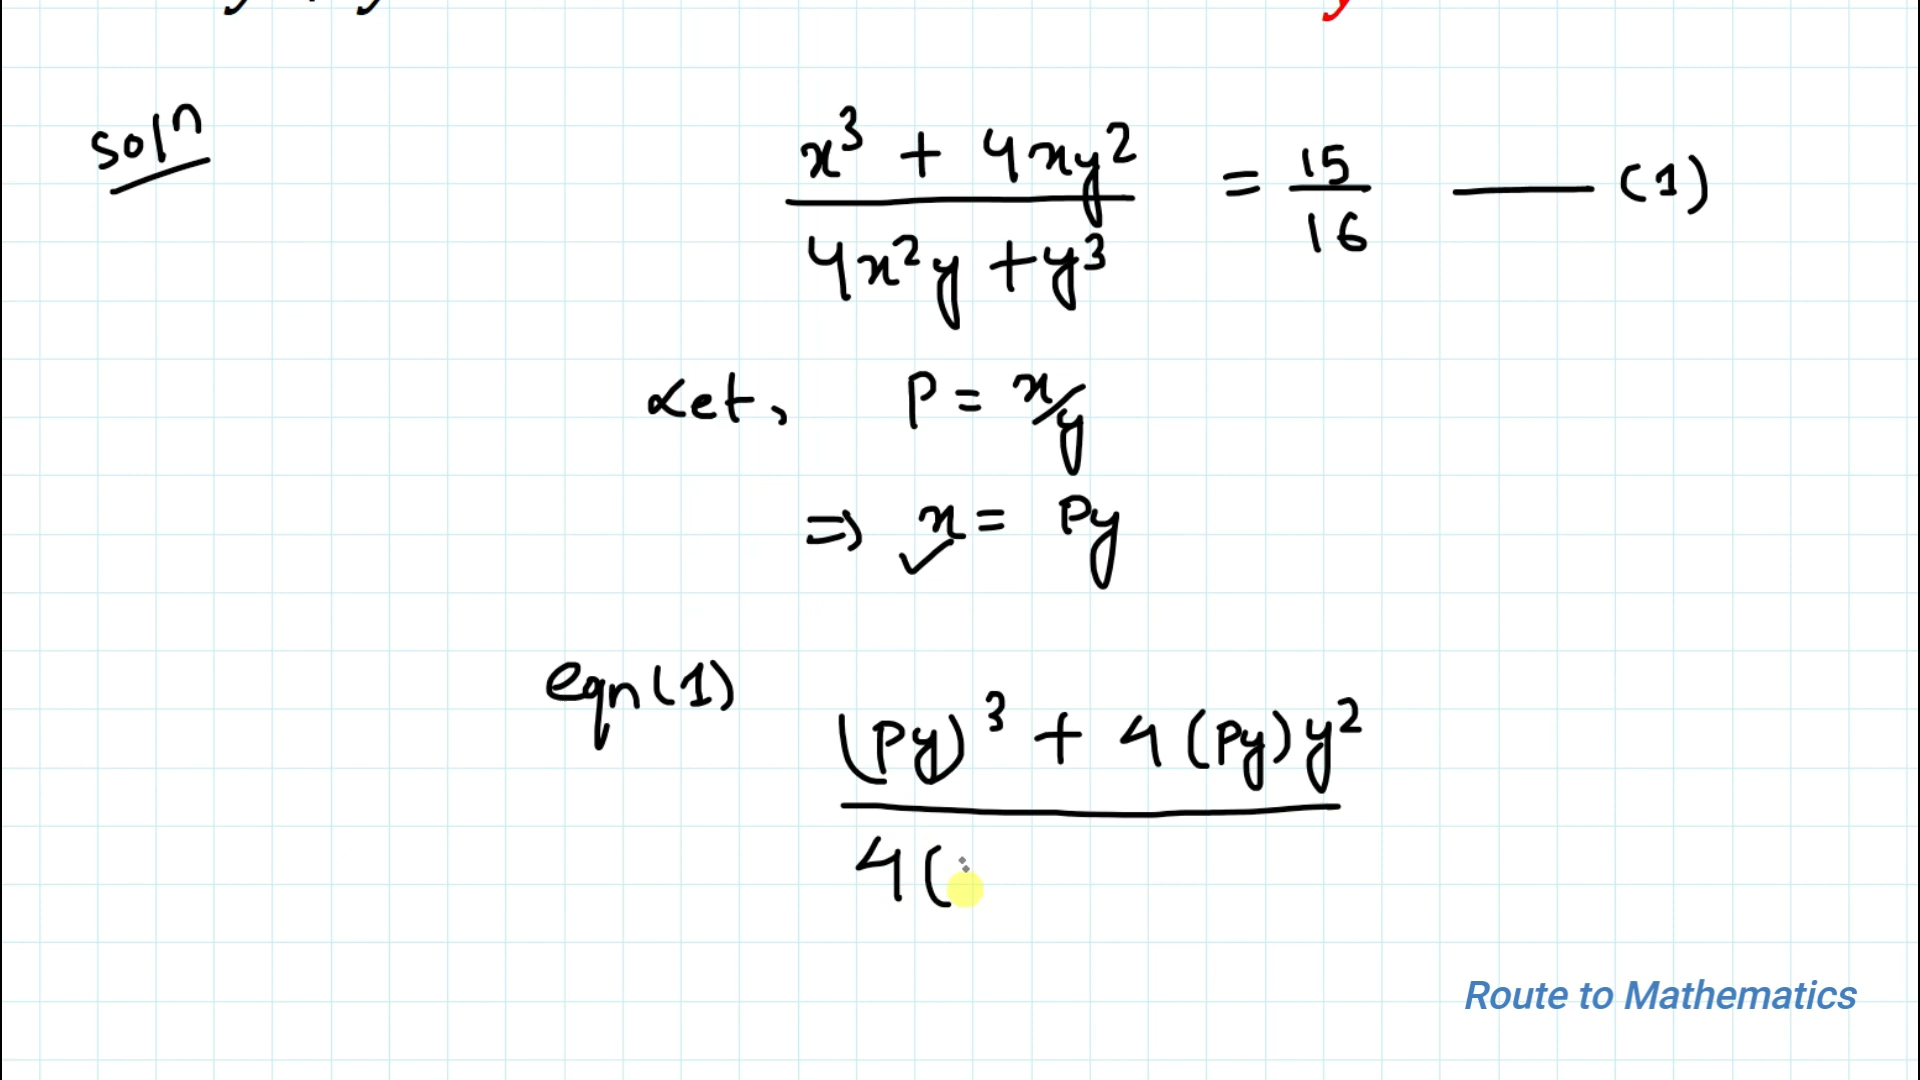 solⁿ
x³ + 4xy² / 4x²y + y³ = 15/16 —— (1)
Let, P = x/y
⇒ x = Py
eqn(1)
(Py)³ + 4(Py)y²
4(
Route to Mathematics